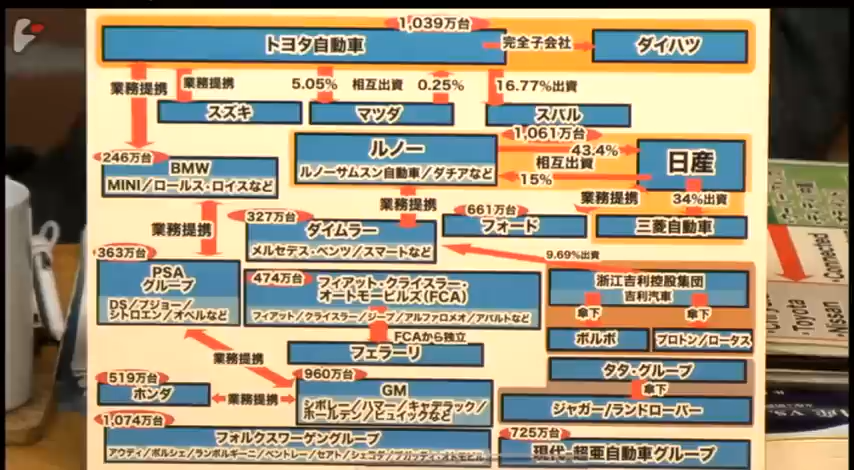 1,039万台
トヨタ自動車
完全子会社
ダイハツ
業務提携
業務提携
5.05%
相互出資
0.25%
16.77%出資
スズキ
マツダ
スバル
246万台
BMW
MINI/ロールス・ロイスなど
ルノー
ルノーサムスン自動車/ダチアなど
1,061万台
43.4%
相互出資
15%
日産
業務提携
34%出資
三菱自動車
業務提携
業務提携
327万台
ダイムラー
メルセデス・ベンツ/スマートなど
661万台
フォード
9.69%出資
363万台
PSA
グループ
DS/プジョー/
シトロエン/オペルなど
474万台
フィアット・クライスラー・
オートモービルズ(FCA)
フィアット/クライスラー/ジープ/アルファロメオ/アバルトなど
浙江吉利控股集団
吉利汽車
傘下
傘下
ボルボ
プロトン/ロータス
FCAから独立
フェラーリ
業務提携
タタ・グループ
傘下
ジャガー/ランドローバー
519万台
ホンダ
業務提携
960万台
GM
シボレー/ハマー/キャデラック/
ホールデン/ビュイックなど
1,074万台
フォルクスワーゲングループ
725万台
自動車グループ
Connected
Toyota
Nissan